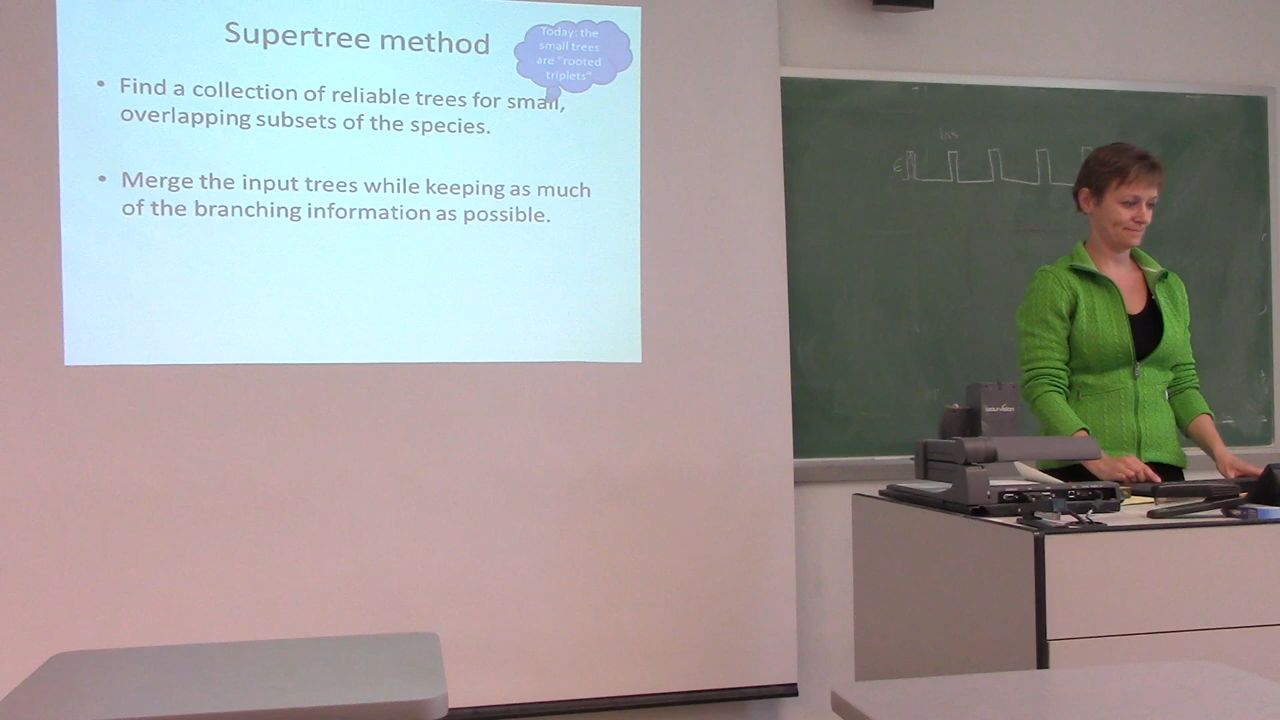 Supertree method
Today: the
small trees
are "rooted
triplets"
• Find a collection of reliable trees for small,
overlapping subsets of the species.
• Merge the input trees while keeping as much
of the branching information as possible.